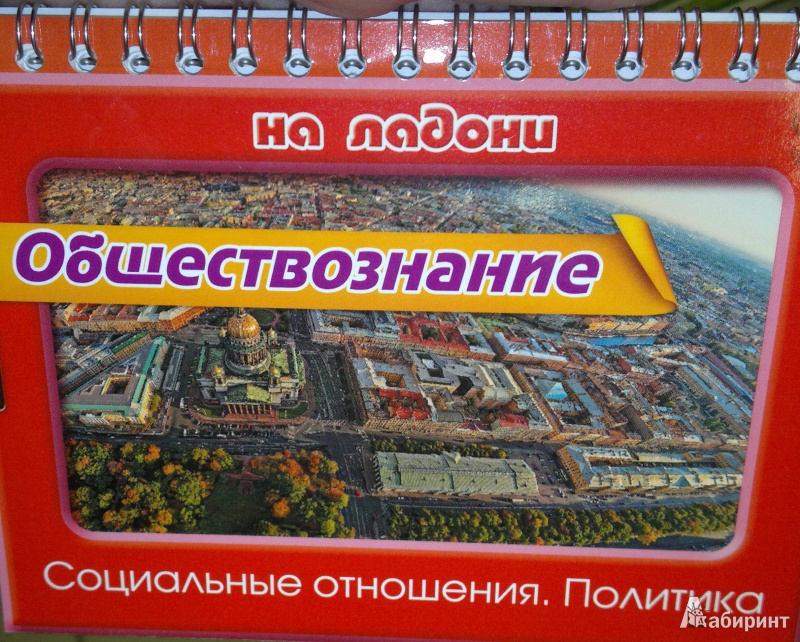 на ладони
Обществознание
Социальные отношения. Политика
Лабиринт